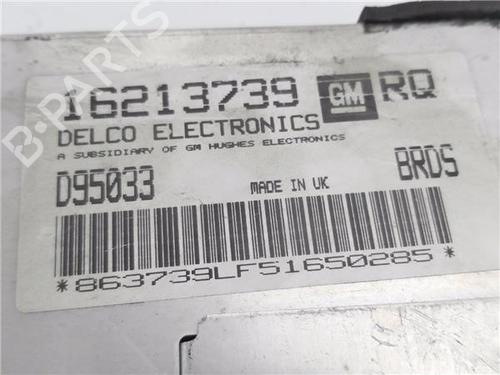 16213739 GM RQ
DELCO ELECTRONICS
A SUBSIDIARY OF GM HUGHES ELECTRONICS
D95033 MADE IN UK BRDS
*863739LF51650285*
B-PARTS